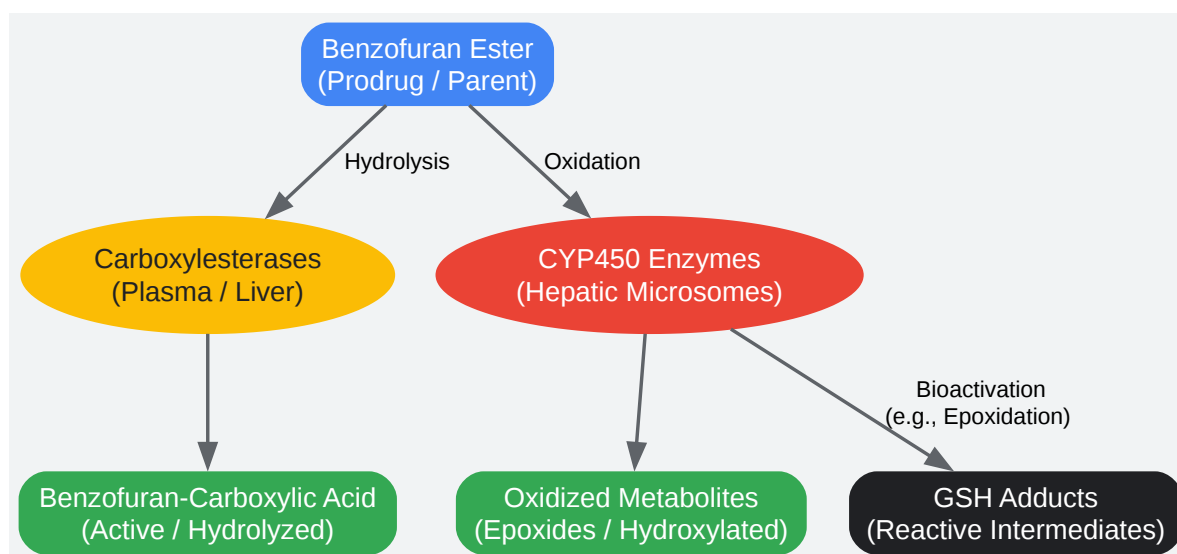 Benzofuran Ester
(Prodrug / Parent)
Hydrolysis
Oxidation
Carboxylesterases
(Plasma / Liver)
CYP450 Enzymes
(Hepatic Microsomes)
Bioactivation
(e.g., Epoxidation)
Benzofuran-Carboxylic Acid
(Active / Hydrolyzed)
Oxidized Metabolites
(Epoxides / Hydroxylated)
GSH Adducts
(Reactive Intermediates)